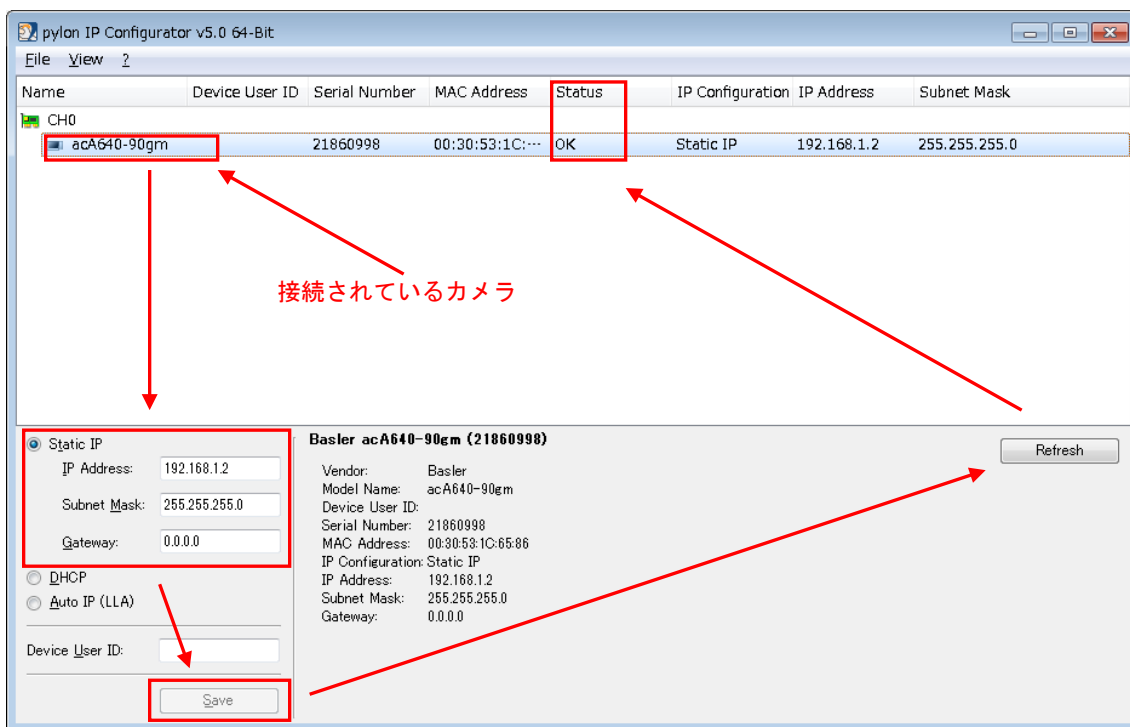 pylon IP Configurator v5.0 64-Bit
File View ?
Name Device User ID Serial Number MAC Address Status IP Configuration IP Address Subnet Mask
CH0
acA640-90gm 21860998 00:30:53:1C:… OK Static IP 192.168.1.2 255.255.255.0
接続されているカメラ
Static IP
IP Address: 192.168.1.2
Subnet Mask: 255.255.255.0
Gateway: 0.0.0.0
DHCP
Auto IP (LLA)
Device User ID:
Save
Basler acA640-90gm (21860998)
Vendor: Basler
Model Name: acA640-90gm
Device User ID:
Serial Number: 21860998
MAC Address: 00:30:53:1C:65:86
IP Configuration: Static IP
IP Address: 192.168.1.2
Subnet Mask: 255.255.255.0
Gateway: 0.0.0.0
Refresh